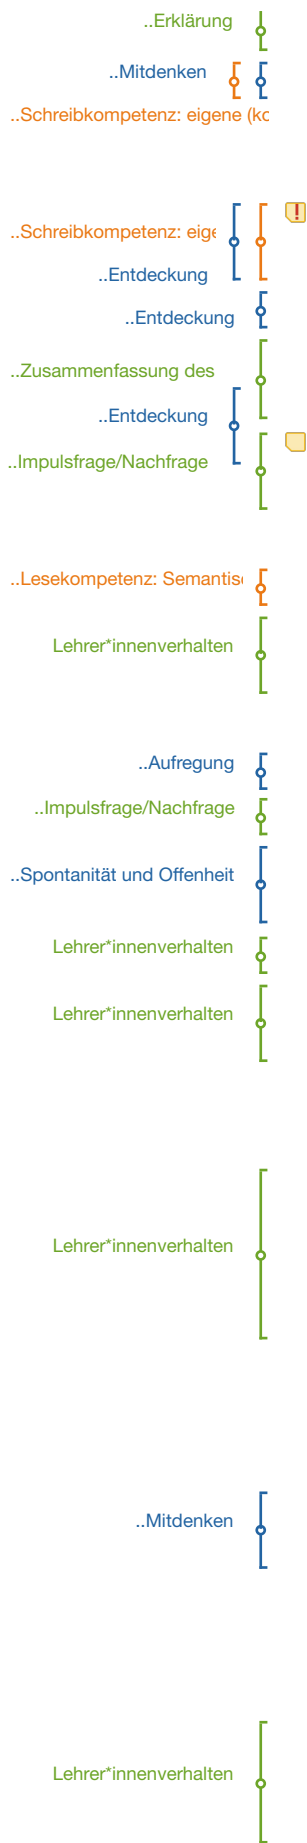 ..Erklärung
..Mitdenken
..Schreibkompetenz: eigene (ko
..Schreibkompetenz: eige
..Entdeckung
..Entdeckung
..Zusammenfassung des
..Entdeckung
..Impulsfrage/Nachfrage
..Lesekompetenz: Semantisc
Lehrer*innenverhalten
..Aufregung
..Impulsfrage/Nachfrage
..Spontanität und Offenheit
Lehrer*innenverhalten
Lehrer*innenverhalten
Lehrer*innenverhalten
..Mitdenken
Lehrer*innenverhalten